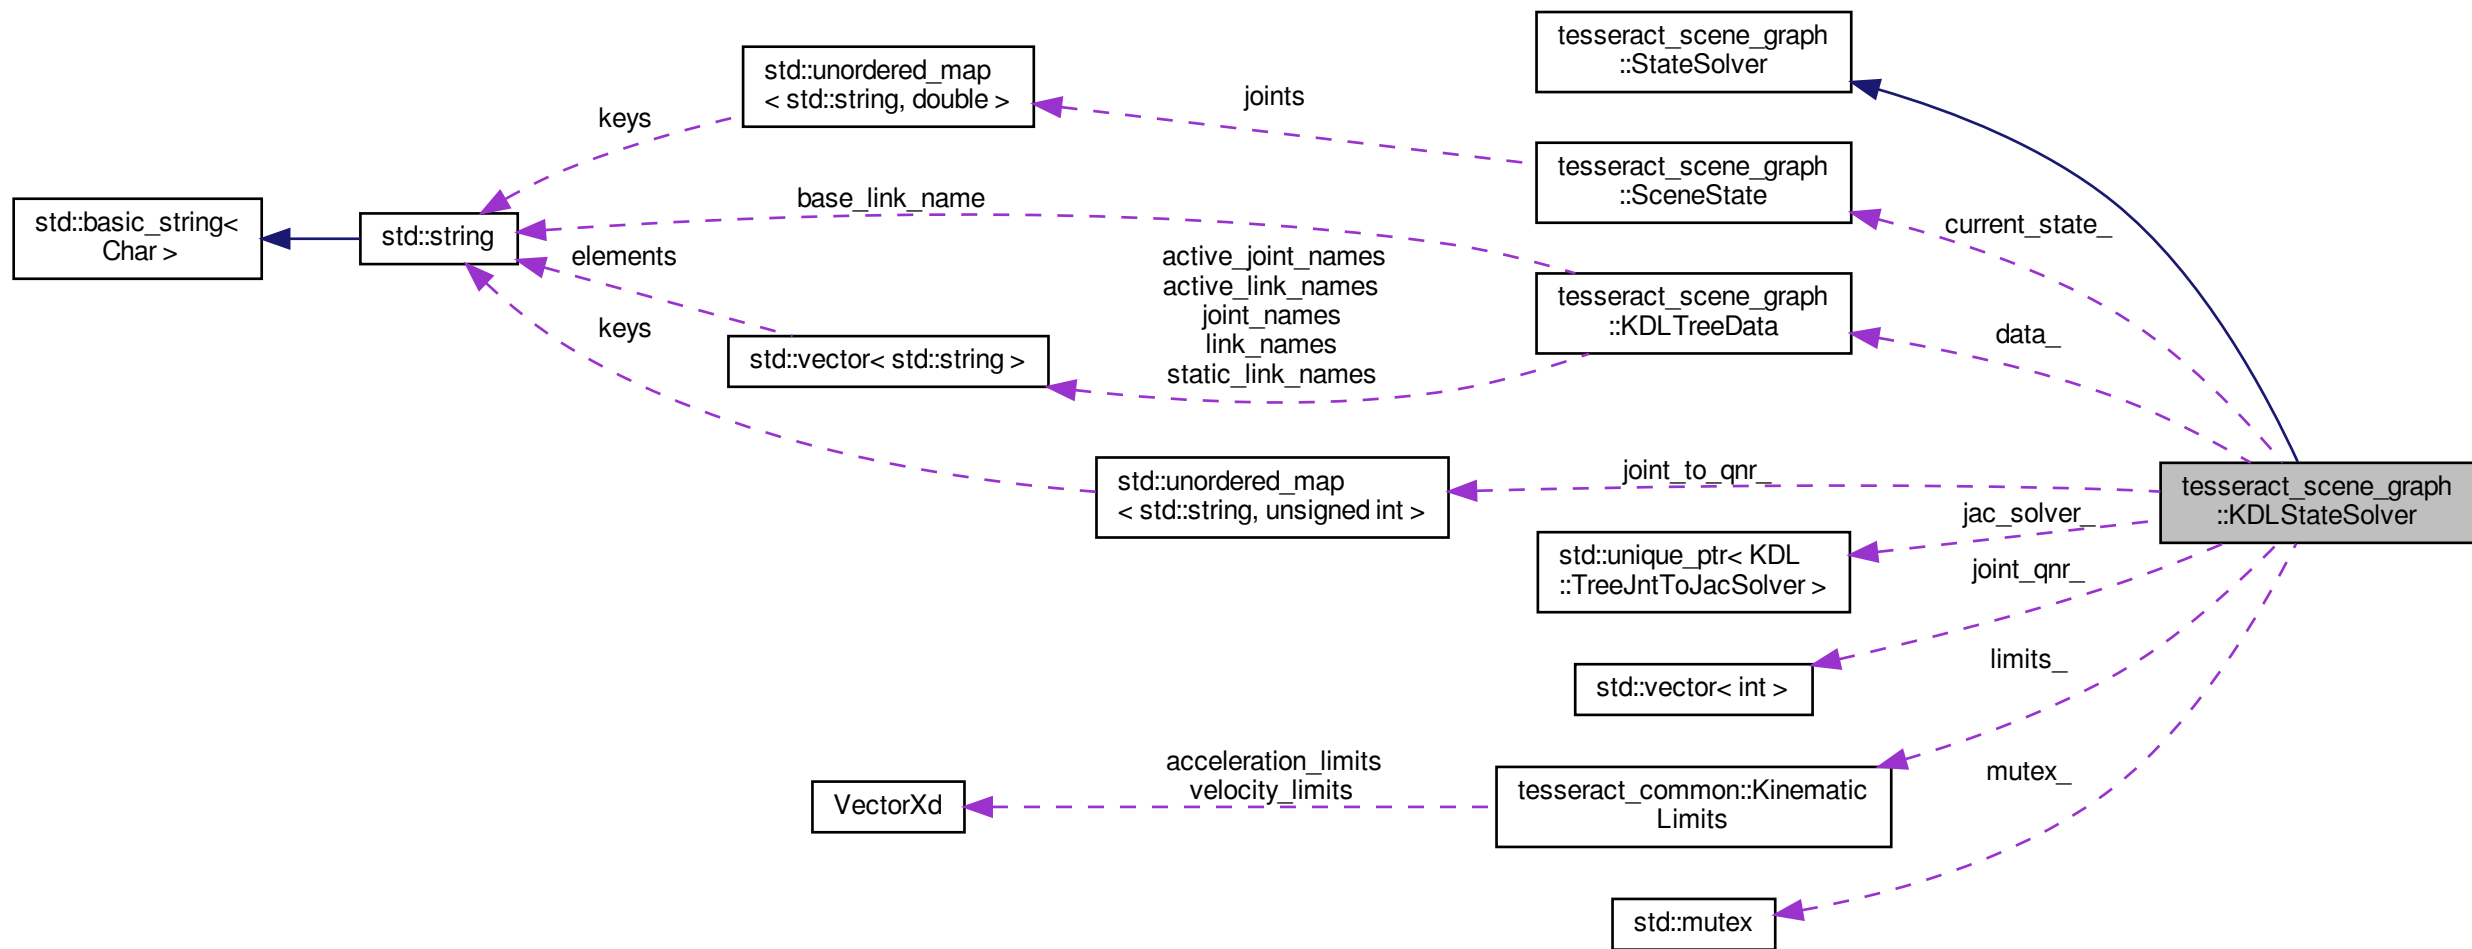 tesseract_scene_graph
::StateSolver
std::unordered_map
< std::string, double >
joints
keys
tesseract_scene_graph
::SceneState
base_link_name
current_state_
std::basic_string<
Char >
std::string
elements
active_joint_names
active_link_names
joint_names
link_names
static_link_names
tesseract_scene_graph
::KDLTreeData
data_
keys
std::vector< std::string >
std::unordered_map
< std::string, unsigned int >
joint_to_qnr_
tesseract_scene_graph
::KDLStateSolver
jac_solver_
std::unique_ptr< KDL
::TreeJntToJacSolver >
joint_qnr_
std::vector< int >
limits_
acceleration_limits
velocity_limits
VectorXd
tesseract_common::Kinematic
Limits
mutex_
std::mutex